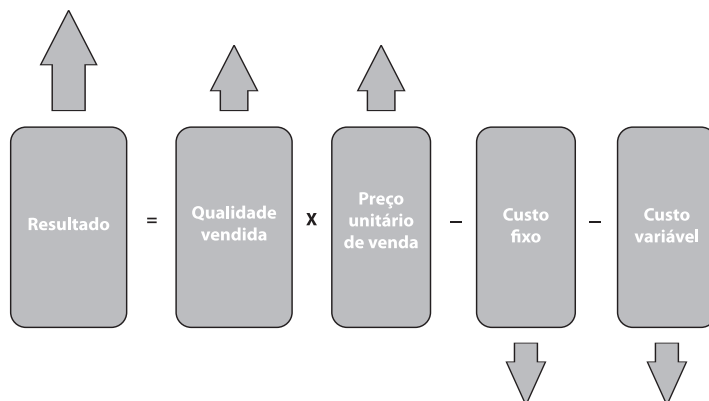 Resultado
=
Qualidade
vendida
x
Preço
unitário
de venda
–
Custo
fixo
–
Custo
variável